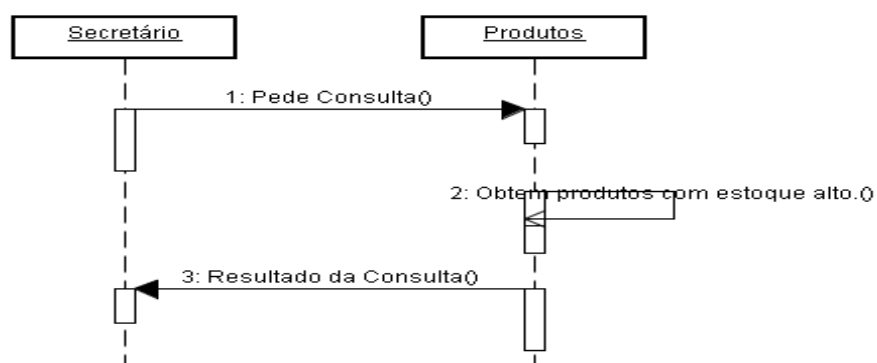 Secretário
Produtos
1: Pede Consulta()
2: Obtem produtos com estoque alto.()
3: Resultado da Consulta()